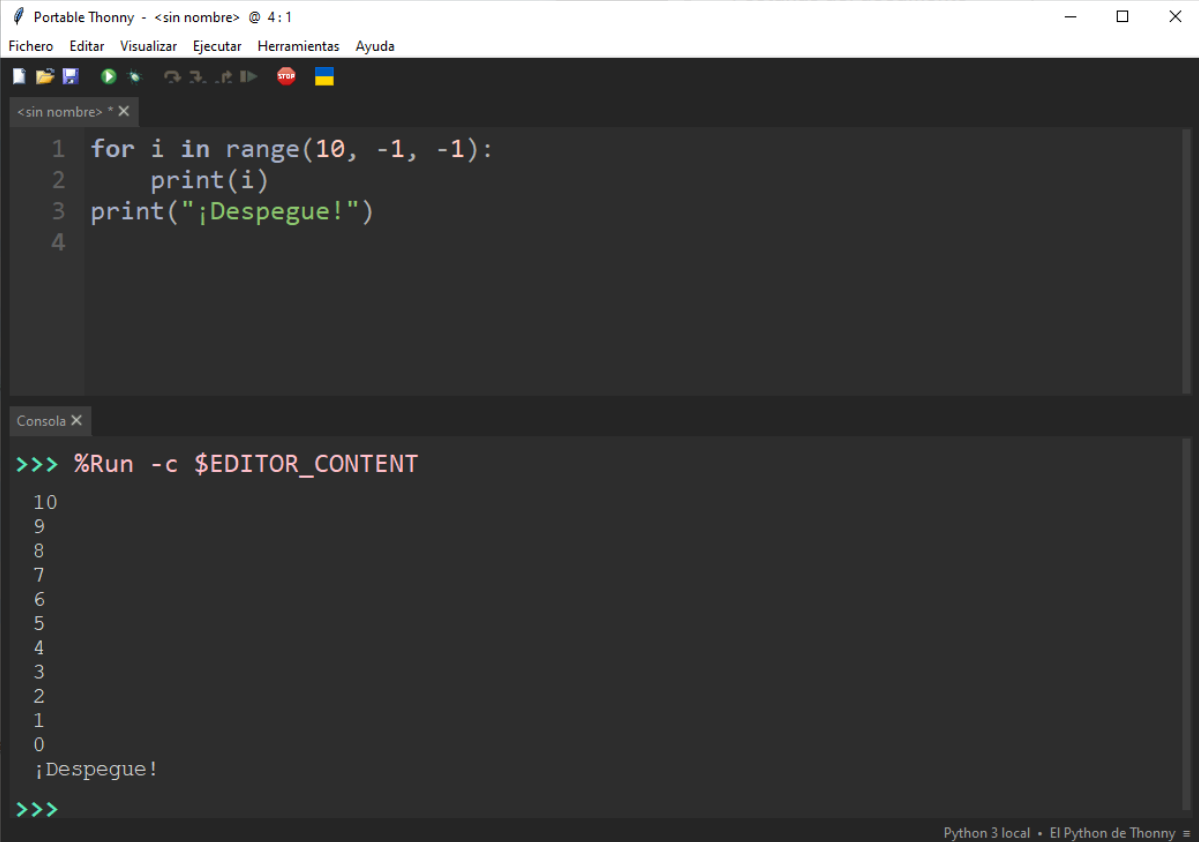 Portable Thonny - <sin nombre> @ 4:1
Fichero Editar Visualizar Ejecutar Herramientas Ayuda
STOP
<sin nombre> * ✕
1 for i in range(10, -1, -1):
2     print(i)
3 print("¡Despegue!")
4
Consola ✕
>>> %Run -c $EDITOR_CONTENT
10
9
8
7
6
5
4
3
2
1
0
¡Despegue!
>>>
Python 3 local • El Python de Thonny ≡